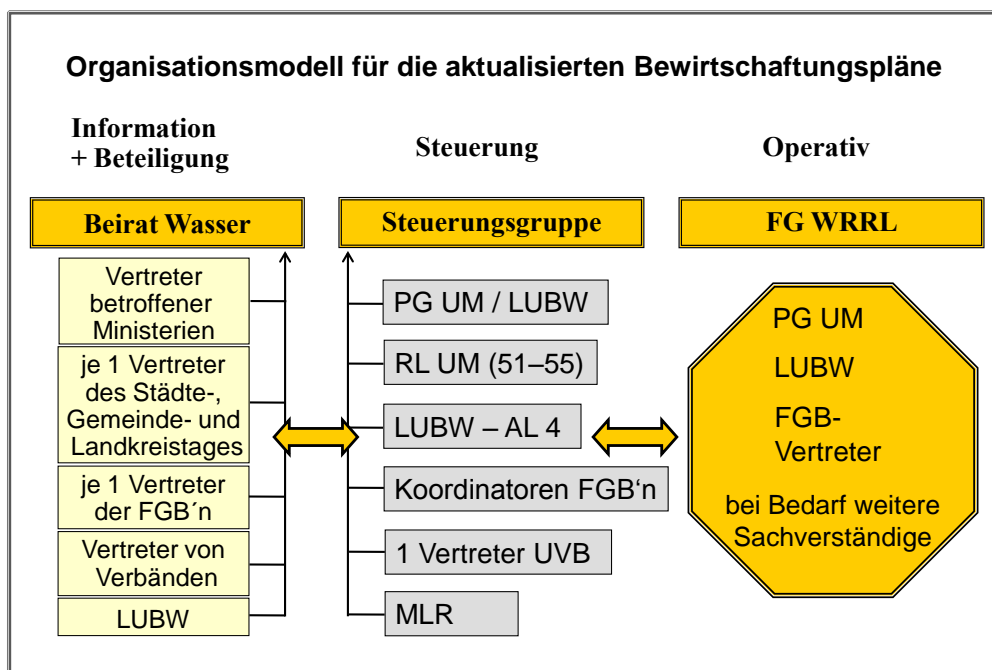 Organisationsmodell für die aktualisierten Bewirtschaftungspläne
Information
+ Beteiligung
Beirat Wasser
Vertreter
betroffener
Ministerien
je 1 Vertreter
des Städte-,
Gemeinde- und
Landkreistages
je 1 Vertreter
der FGB´n
Vertreter von
Verbänden
LUBW
Steuerung
Steuerungsgruppe
PG UM / LUBW
RL UM (51–55)
LUBW – AL 4
Koordinatoren FGB‘n
1 Vertreter UVB
MLR
Operativ
FG WRRL
PG UM
LUBW
FGB-
Vertreter
bei Bedarf weitere
Sachverständige